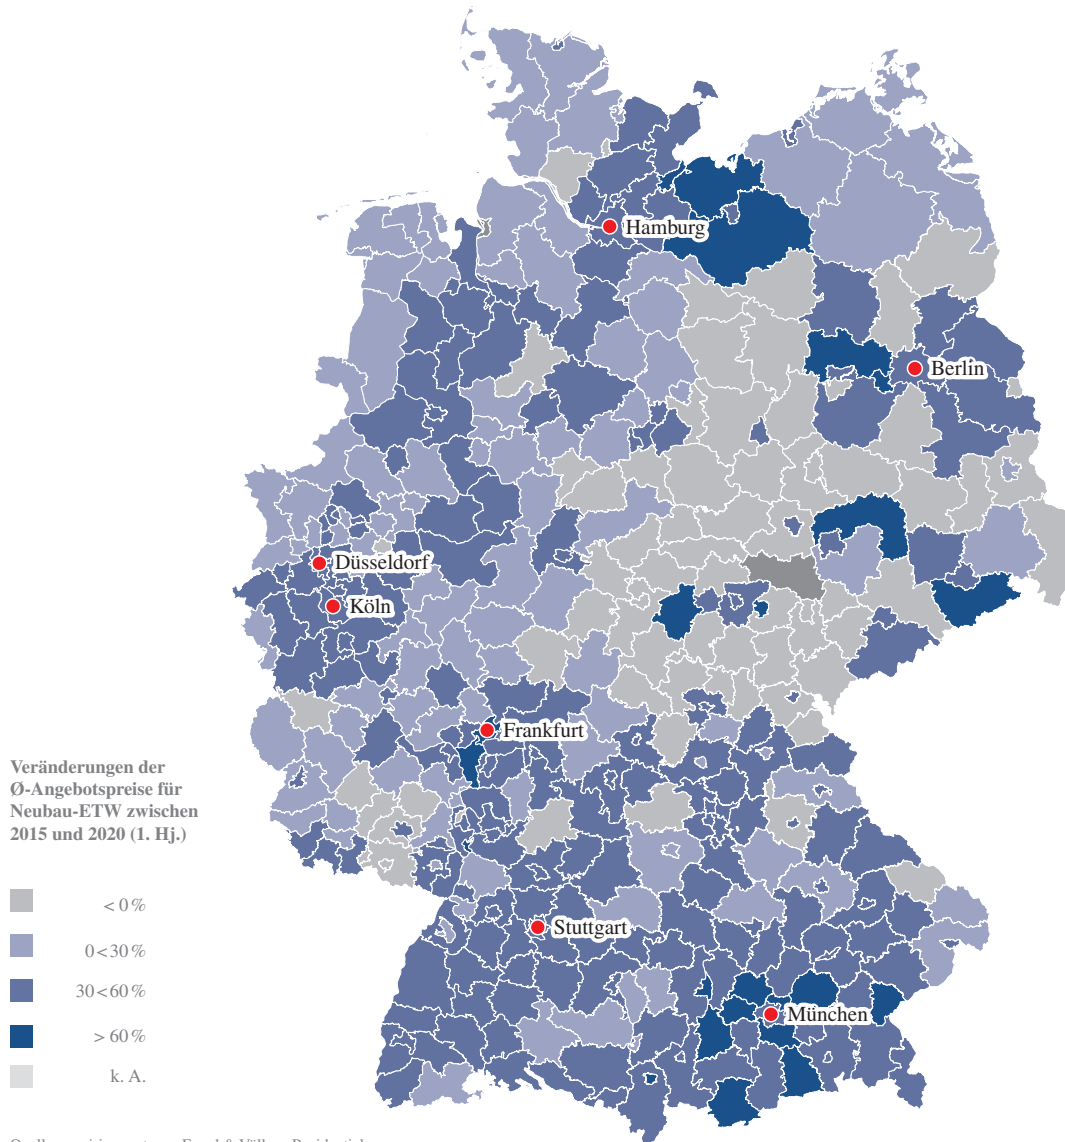 Hamburg
Berlin
Düsseldorf
Köln
Frankfurt
Veränderungen der
Ø-Angebotspreise für
Neubau-ETW zwischen
2015 und 2020 (1. Hj.)
< 0 %
0 < 30 %
Stuttgart
30 < 60 %
München
> 60 %
k. A.